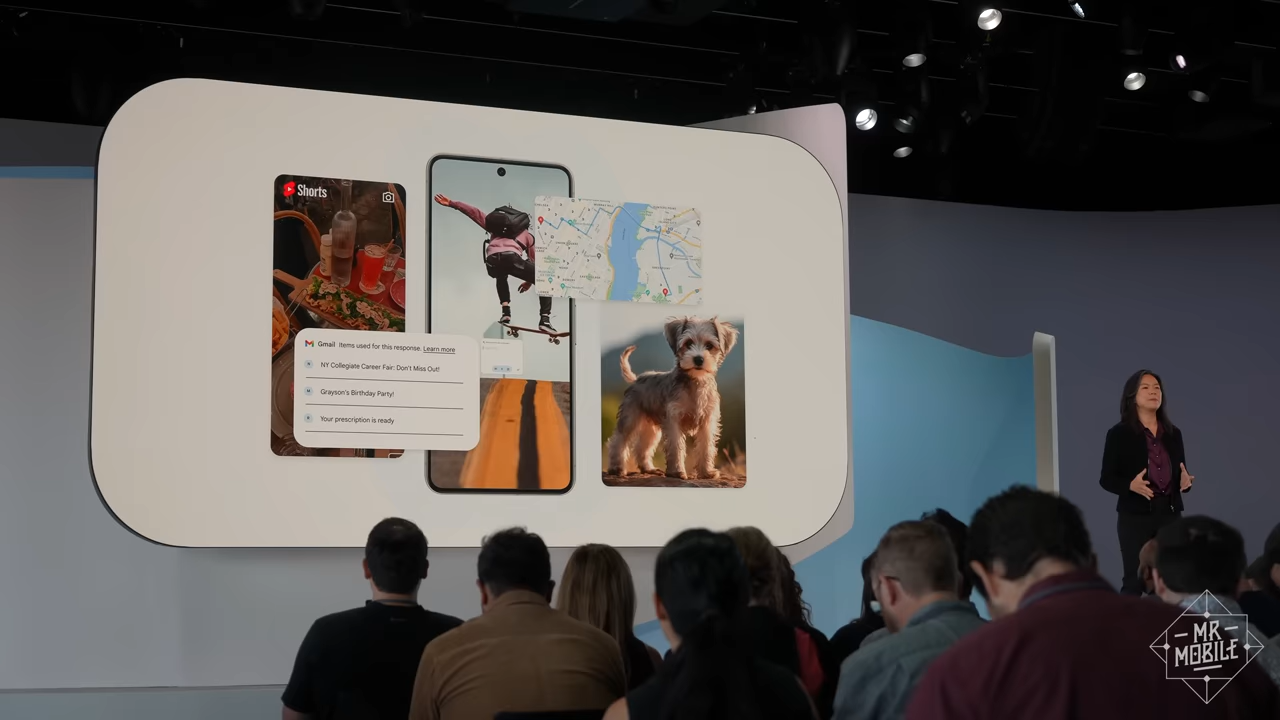 Shorts
Gmail Items used for this response. Learn more
NY Collegiate Career Fair: Don't Miss Out!
Grayson's Birthday Party!
Your prescription is ready
MR
MOBILE